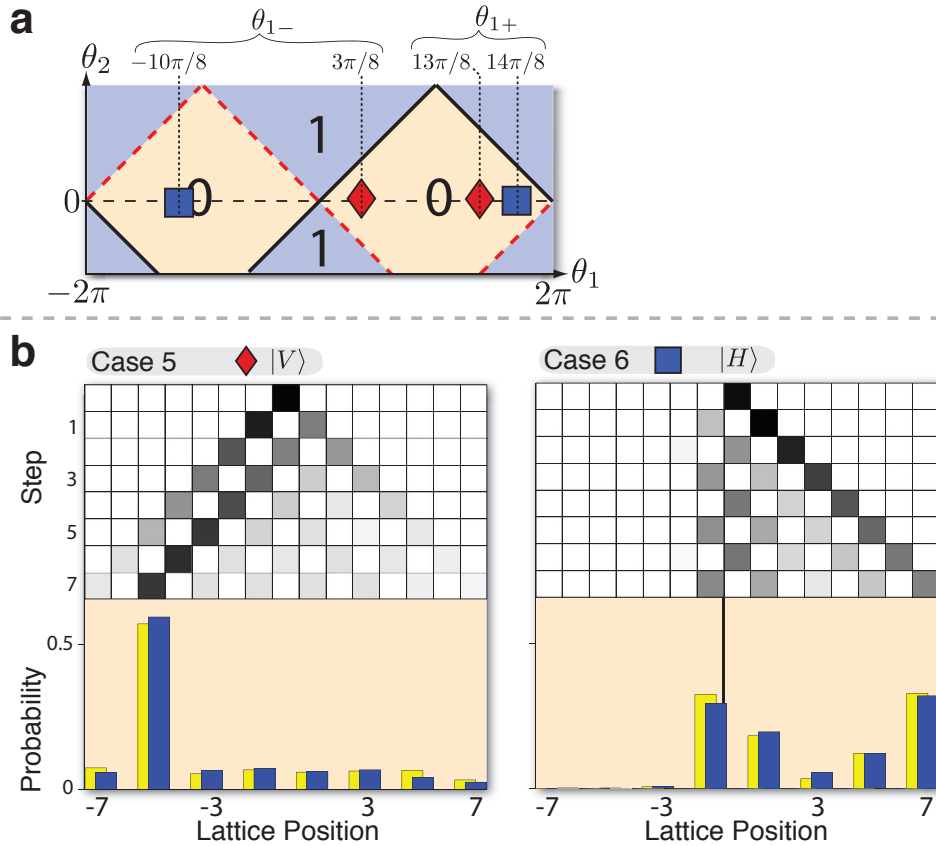 a
θ1− θ1+
θ2 −10π/8 3π/8 13π/8 14π/8
1
0 0 0
1
−2π 2π θ1
b
Case 5 |V⟩ Case 6 |H⟩
Step
1
3
5
7
Probability
0.5
0
-7 -3 3 7
Lattice Position
-7 3 7
Lattice Position